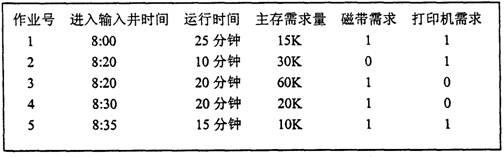 作业号 进入输入井时间 运行时间 主存需求量 磁带需求 打印机需求
1 8:00 25 分钟 15K 1 1
2 8:20 10 分钟 30K 0 1
3 8:20 20 分钟 60K 1 0
4 8:30 20 分钟 20K 1 0
5 8:35 15 分钟 10K 1 1